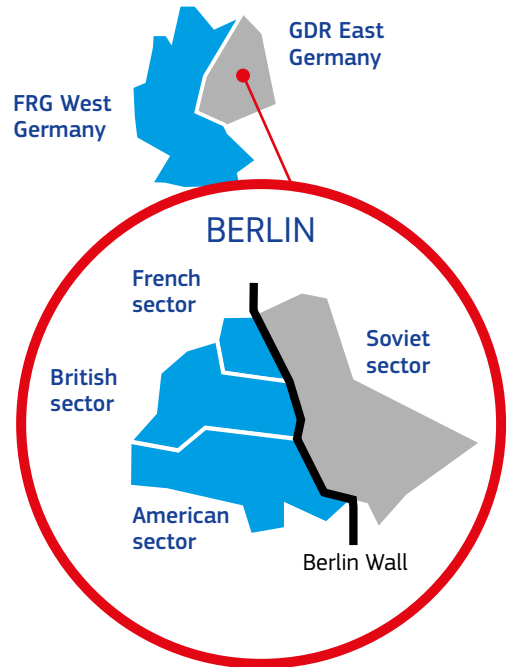 GDR East
Germany
FRG West
Germany
BERLIN
French
sector
Soviet
sector
British
sector
American
sector
Berlin Wall